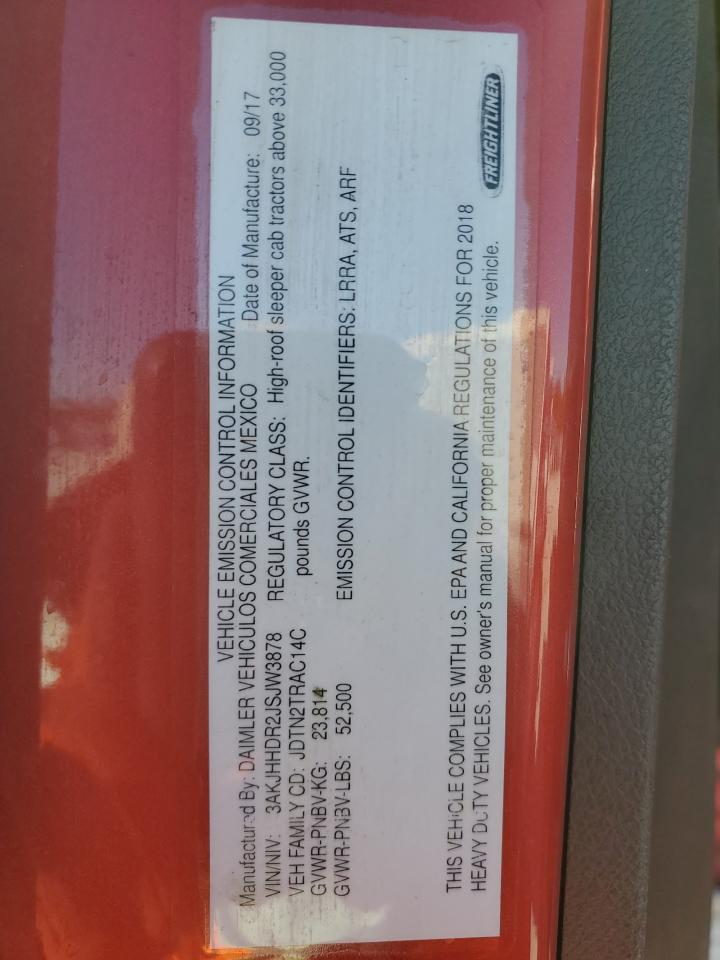 VEHICLE EMISSION CONTROL INFORMATION
Manufactured By: DAIMLER VEHICULOS COMERCIALES MEXICO Date of Manufacture: 09/17
VIN/NIV: 3AKJHHDR2JSJW3878 REGULATORY CLASS: High-roof sleeper cab tractors above 33,000
VEH FAMILY CD: JDTN2TRAC14C pounds GVWR.
GVWR-PNBV-KG: 23,814
GVWR-PNBV-LBS: 52,500 EMISSION CONTROL IDENTIFIERS: LRRA, ATS, ARF
THIS VEHICLE COMPLIES WITH U.S. EPA AND CALIFORNIA REGULATIONS FOR 2018
HEAVY DUTY VEHICLES. See owner's manual for proper maintenance of this vehicle.
FREIGHTLINER